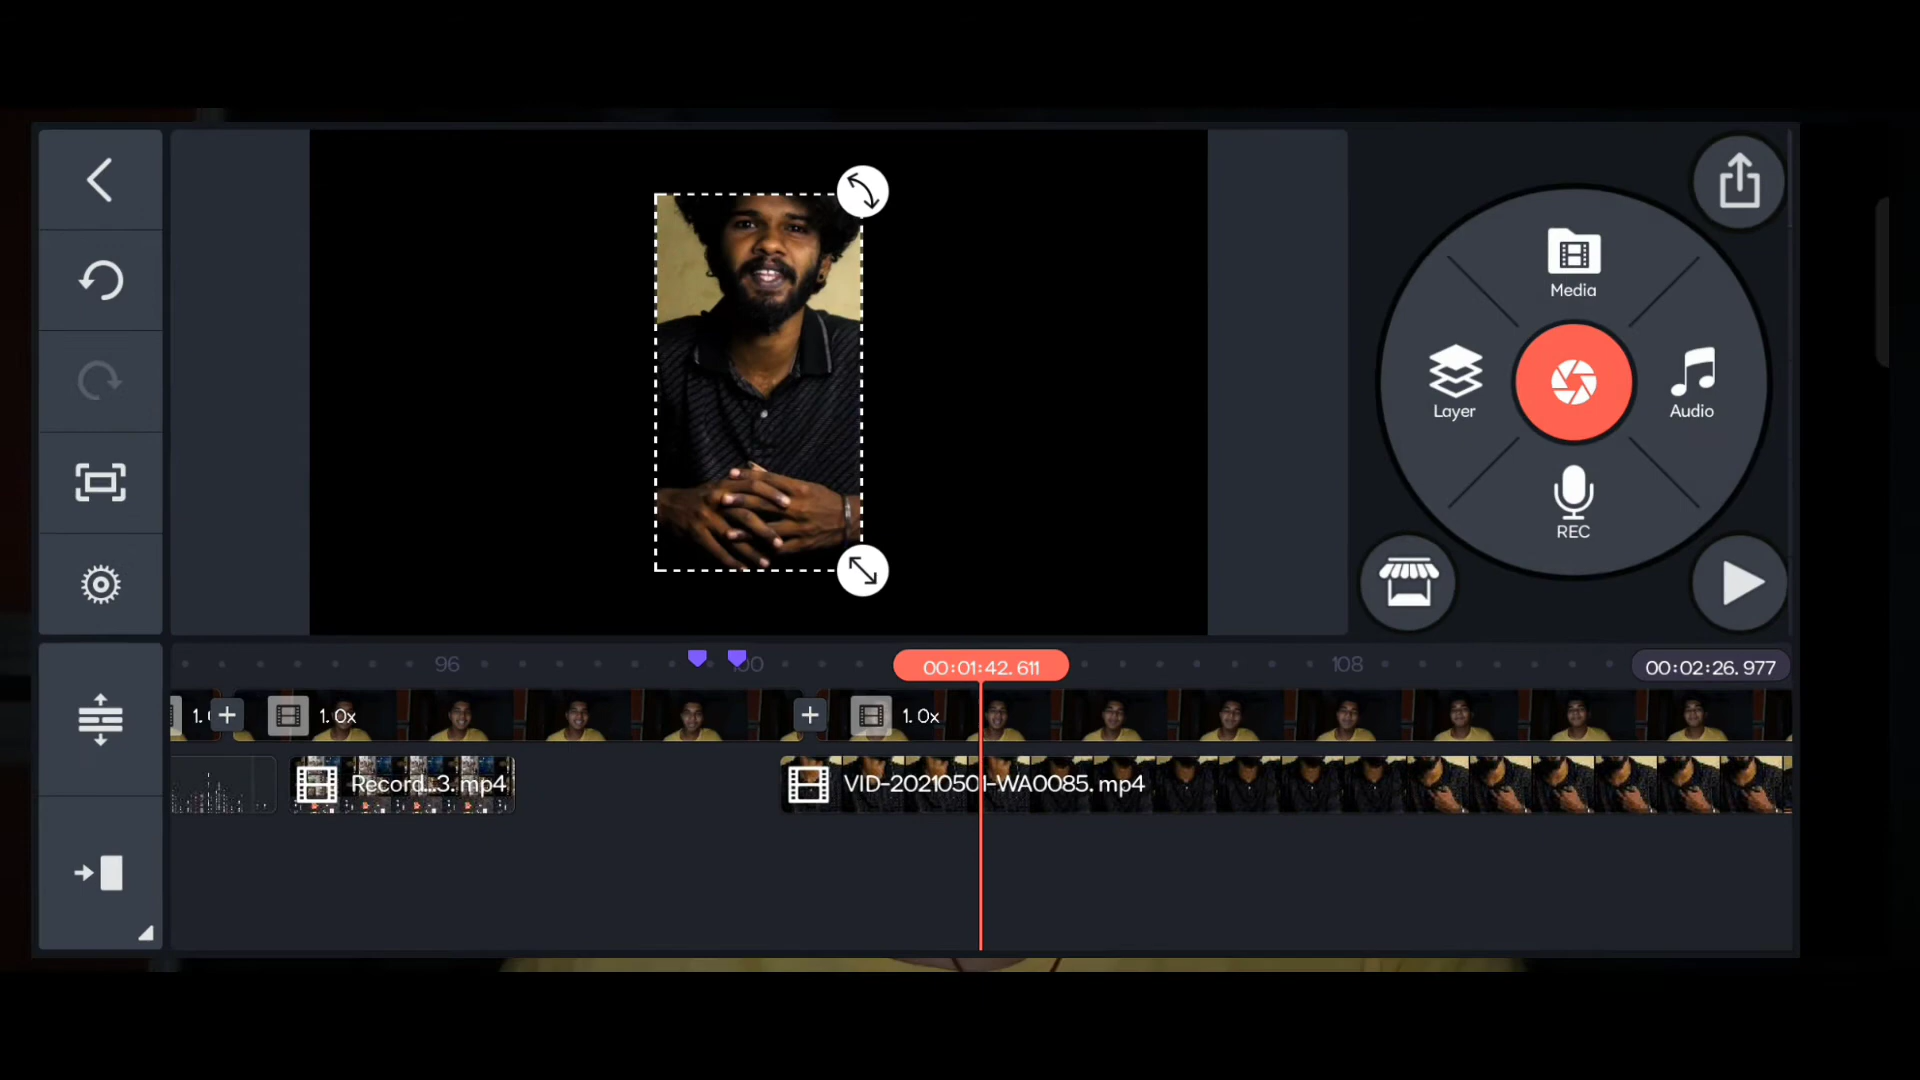 Media
Layer
Audio
REC
96
00:01:42.611
108
00:02:26.977
1.0x
1.0x
Record...3.mp4
VID-20210501-WA0085.mp4